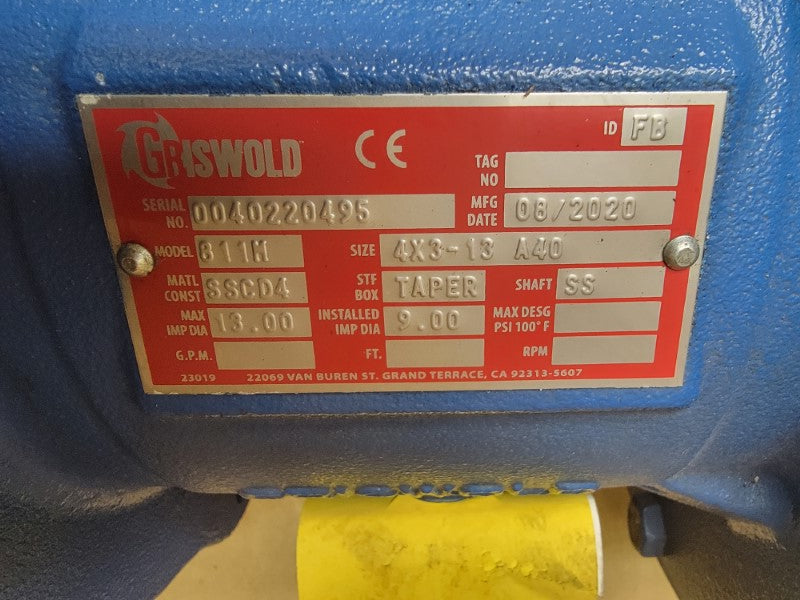 GRISWOLD™ CE ID FB
TAG NO
SERIAL NO. 0040220495 MFG DATE 08/2020
MODEL 811M SIZE 4X3-13 A40
MATL CONST SSCD4 STF BOX TAPER SHAFT SS
MAX IMP DIA 13.00 INSTALLED IMP DIA 9.00 MAX DESG PSI 100° F
G.P.M. FT. RPM
23019 22069 VAN BUREN ST. GRAND TERRACE, CA 92313-5607